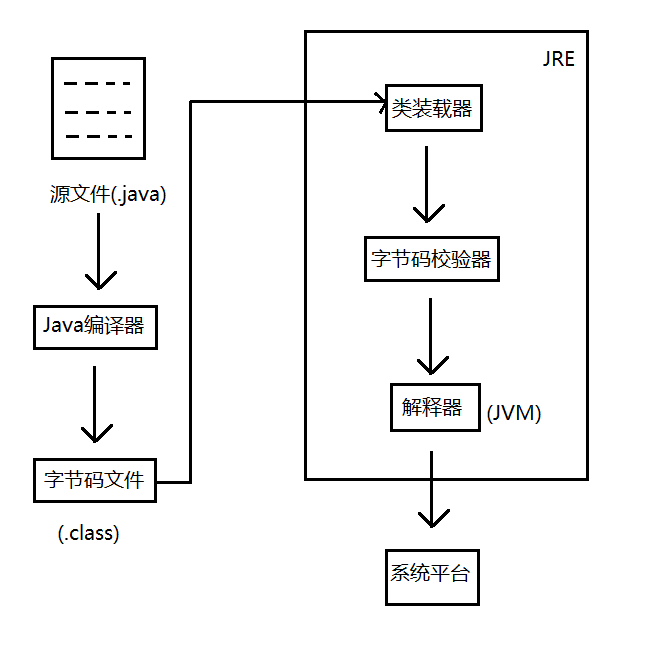 JRE
类装载器
源文件(.java)
字节码校验器
Java编译器
解释器
(JVM)
字节码文件
(.class)
系统平台